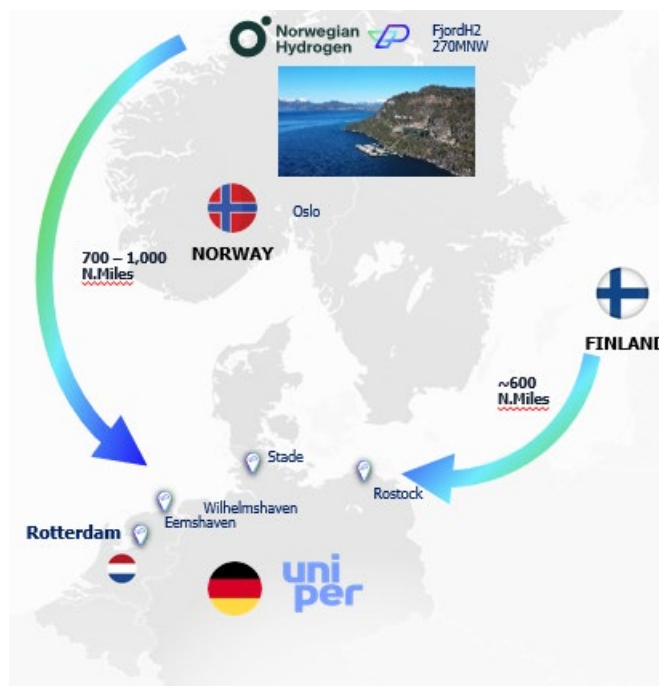 Norwegian
Hydrogen
FjordH2
270MNW
Oslo
NORWAY
700 – 1,000
N.Miles
FINLAND
~600
N.Miles
Stade
Rostock
Wilhelmshaven
Eemshaven
Rotterdam
uni
per